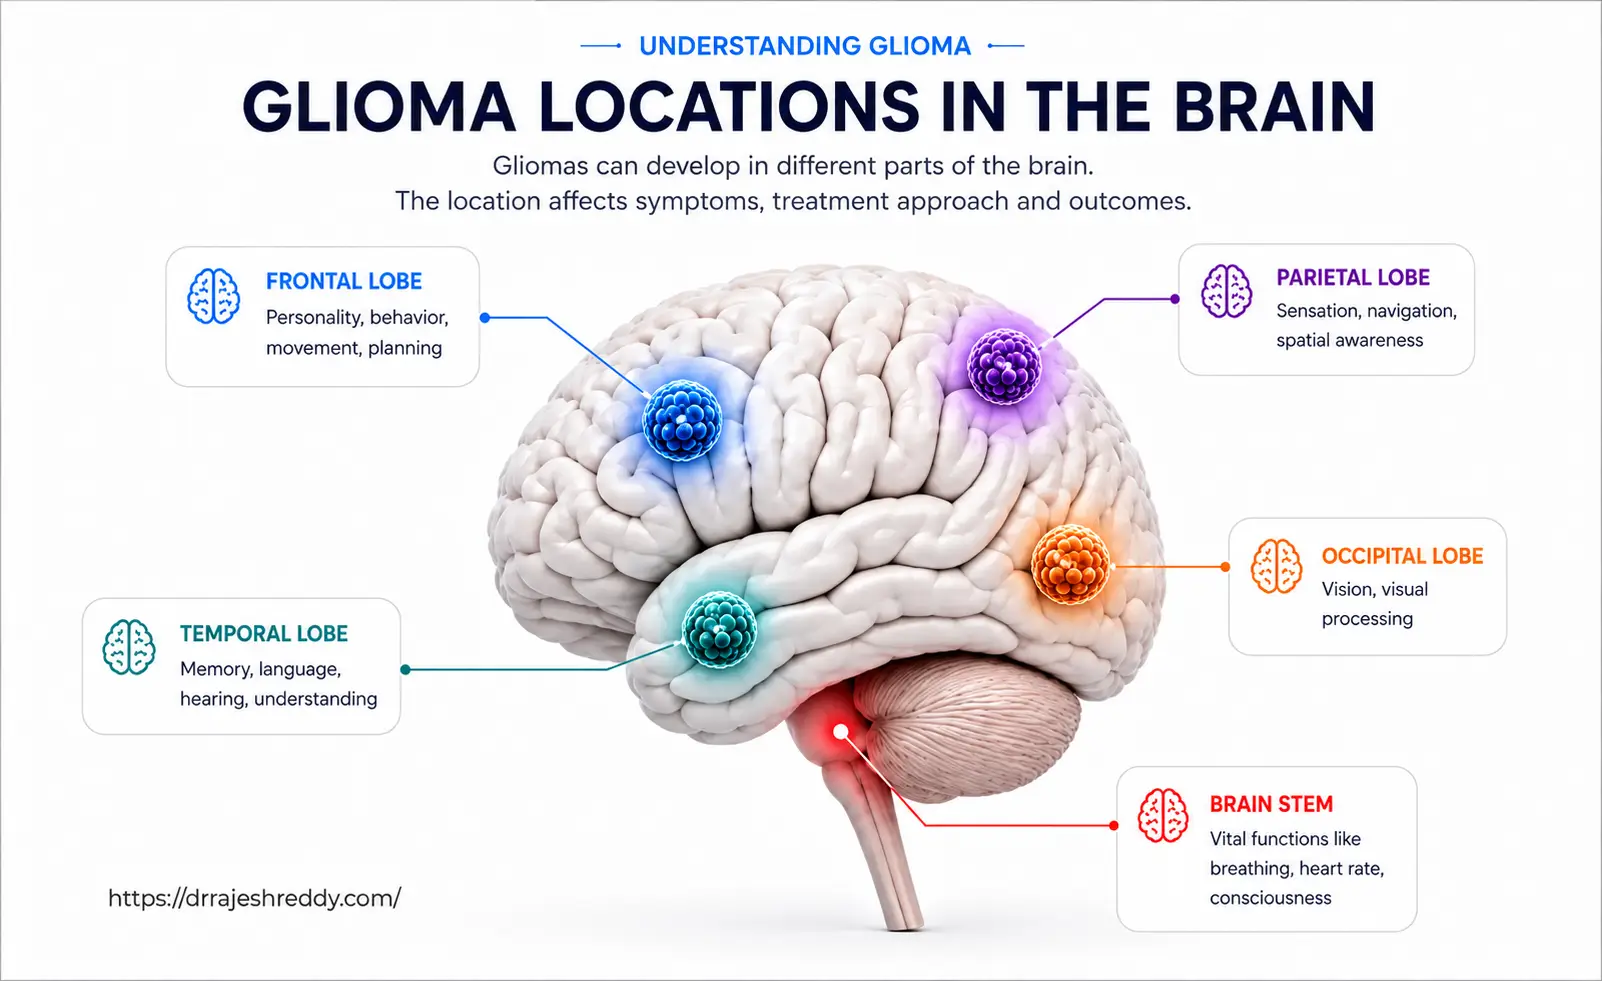 UNDERSTANDING GLIOMA
GLIOMA LOCATIONS IN THE BRAIN
Gliomas can develop in different parts of the brain.
The location affects symptoms, treatment approach and outcomes.
FRONTAL LOBE
Personality, behavior,
movement, planning
PARIETAL LOBE
Sensation, navigation,
spatial awareness
OCCIPITAL LOBE
Vision, visual
processing
TEMPORAL LOBE
Memory, language,
hearing, understanding
BRAIN STEM
Vital functions like
breathing, heart rate,
consciousness
https://drrajeshreddy.com/